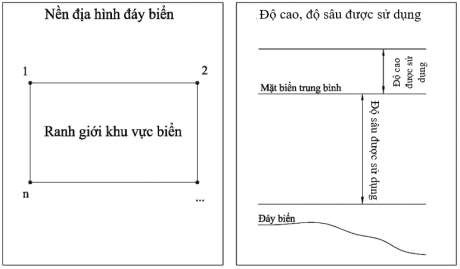 Nền địa hình đáy biển
1
2
Ranh giới khu vực biển
n
...
Độ cao, độ sâu được sử dụng
Độ cao
được sử
dụng
Mặt biển trung bình
Độ sâu được sử dụng
Đáy biển